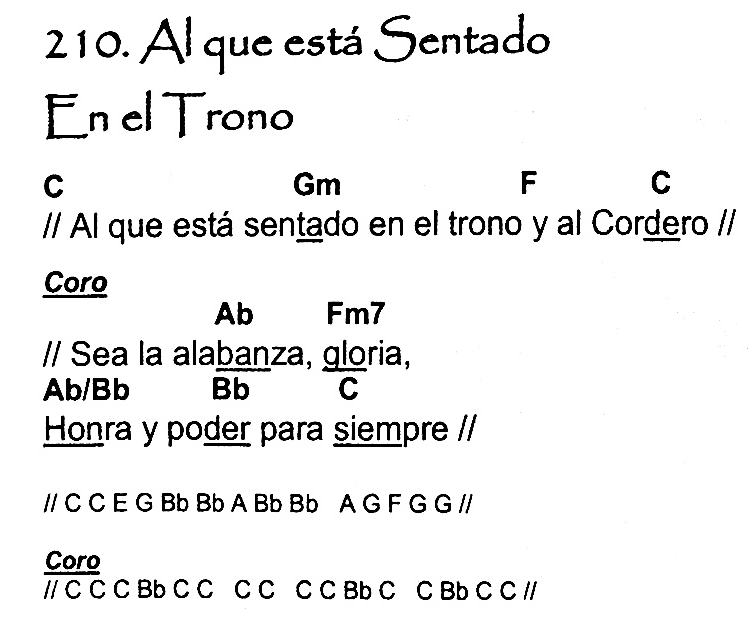 210. Al que está Sentado
En el Trono
C Gm F C
// Al que está sentado en el trono y al Cordero //
Coro
Ab Fm7
// Sea la alabanza, gloria,
Ab/Bb Bb C
Honra y poder para siempre //
// C C E G Bb Bb A Bb Bb A G F G G //
Coro
// C C C Bb C C C C C C Bb C C Bb C C //